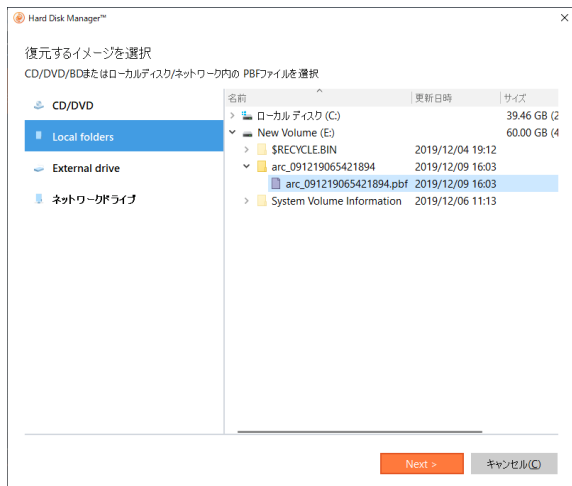 Hard Disk Manager™
復元するイメージを選択
CD/DVD/BDまたはローカルディスク/ネットワーク内の PBFファイルを選択
CD/DVD
Local folders
External drive
ネットワークドライブ
名前 更新日時 サイズ
ローカル ディスク (C:) 39.46 GB (2
New Volume (E:) 60.00 GB (4
$RECYCLE.BIN 2019/12/04 19:12
arc_091219065421894 2019/12/09 16:03
arc_091219065421894.pbf 2019/12/09 16:03
System Volume Information 2019/12/06 11:13
Next >
キャンセル(C)